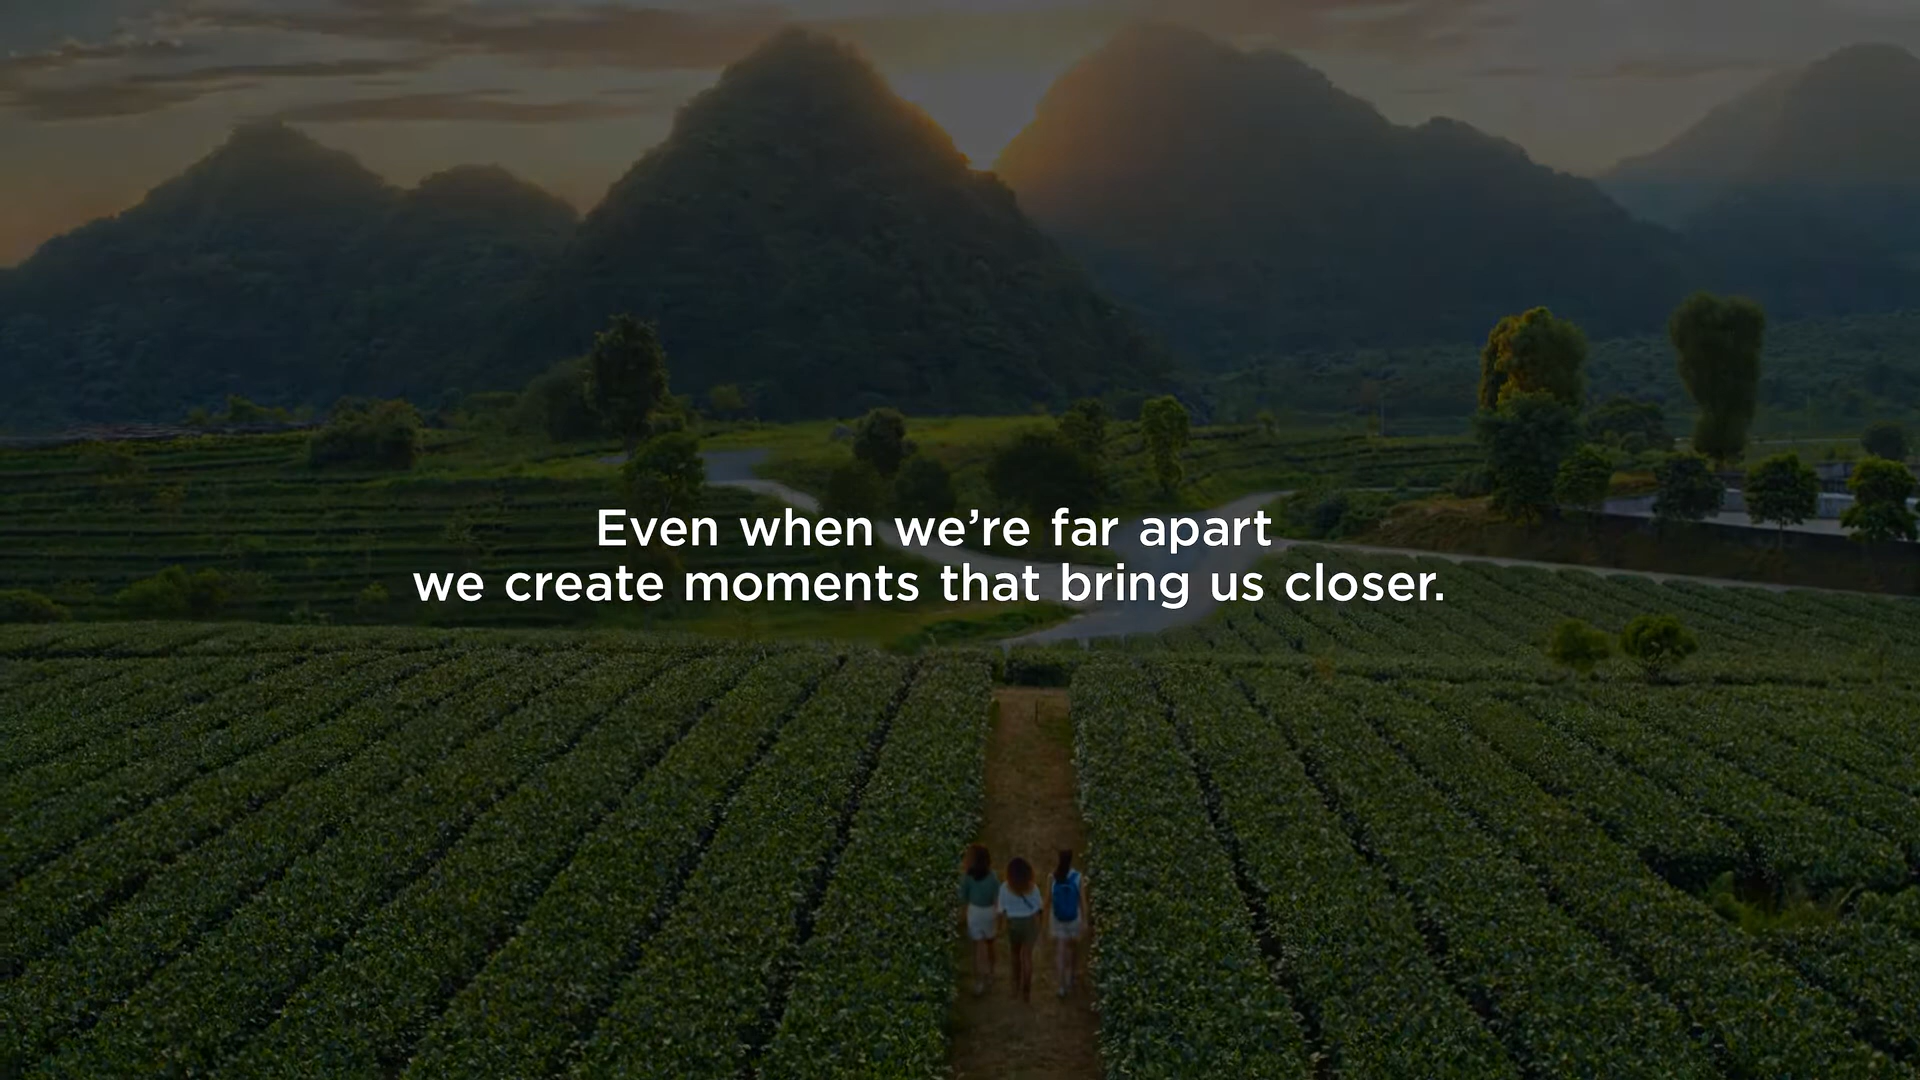 Even when we’re far apart
we create moments that bring us closer.